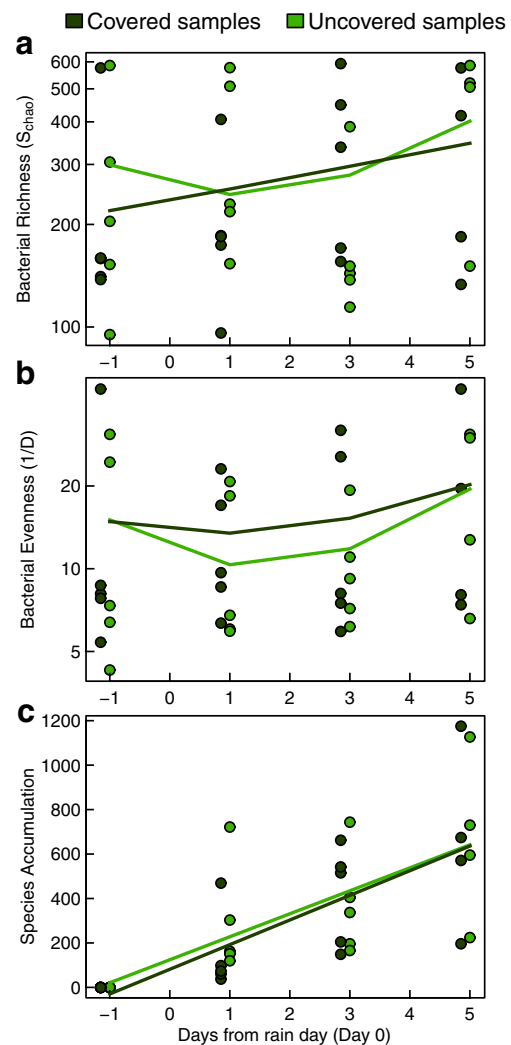 Covered samples Uncovered samples
a
Bacterial Richness (Schao)
600
500
400
300
200
100
−1 0 1 2 3 4 5
b
Bacterial Evenness (1/D)
20
10
5
−1 0 1 2 3 4 5
c
Species Accumulation
1200
1000
800
600
400
200
0
−1 0 1 2 3 4 5
Days from rain day (Day 0)